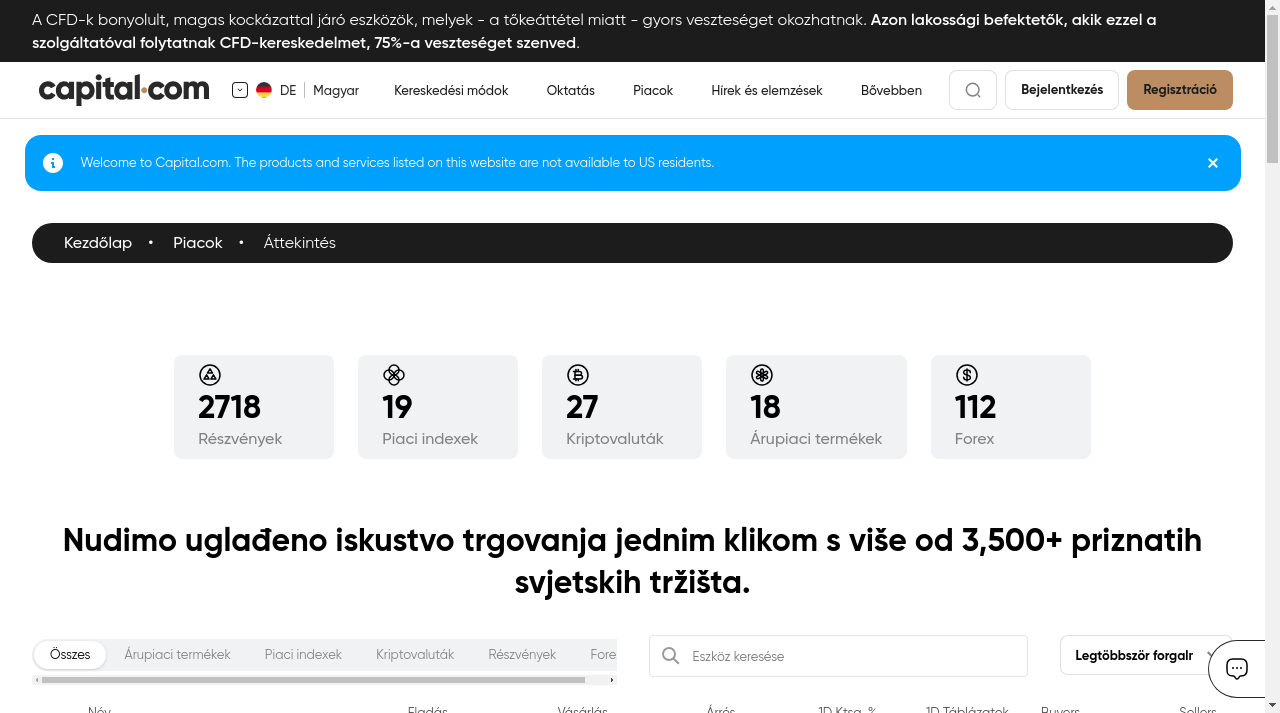 A CFD-k bonyolult, magas kockázattal járó eszközök, melyek - a tőkeáttétel miatt - gyors veszteséget okozhatnak. Azon lakossági befektetők, akik ezzel a
szolgáltatóval folytatnak CFD-kereskedelmet, 75%-a veszteséget szenved.
capital.com DE Magyar Kereskedési módok Oktatás Piacok Hírek és elemzések Bővebben Bejelentkezés Regisztráció
Welcome to Capital.com. The products and services listed on this website are not available to US residents.
Kezdőlap • Piacok • Áttekintés
2718 19 27 18 112
Részvények Piaci indexek Kriptovaluták Árupiaci termékek Forex
Nudimo uglađeno iskustvo trgovanja jednim klikom s više od 3,500+ priznatih
svjetskih tržišta.
Összes Árupiaci termékek Piaci indexek Kriptovaluták Részvények Fore Eszköz keresése Legtöbbször forgalr
Név Eladás Vásárlás Árrés 1D Ktsg. % 1D Táblázatok Buyers Sellers